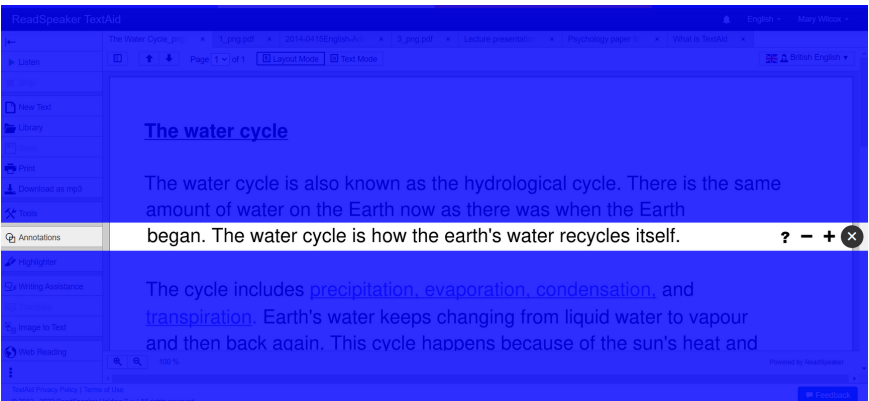 ReadSpeaker TextAid
English
Mary Wilcox
The Water Cycle_png
1_png.pdf
2014-0415English-A
3_png.pdf
Lecture presentation
Psychology paper
What is TextAid
Listen
Page 1 of 1 Layout Mode Text Mode
British English
New Text
Library
Print
Download as mp3
Tools
Annotations
Highlighter
Writing Assistance
Image to Text
Web Reading
The water cycle
The water cycle is also known as the hydrological cycle. There is the same
amount of water on the Earth now as there was when the Earth
began. The water cycle is how the earth's water recycles itself.
? − + ×
The cycle includes precipitation, evaporation, condensation, and
transpiration. Earth's water keeps changing from liquid water to vapour
and then back again. This cycle happens because of the sun's heat and
100 %
Powered by ReadSpeaker
TextAid Privacy Policy | Terms of Use
Feedback